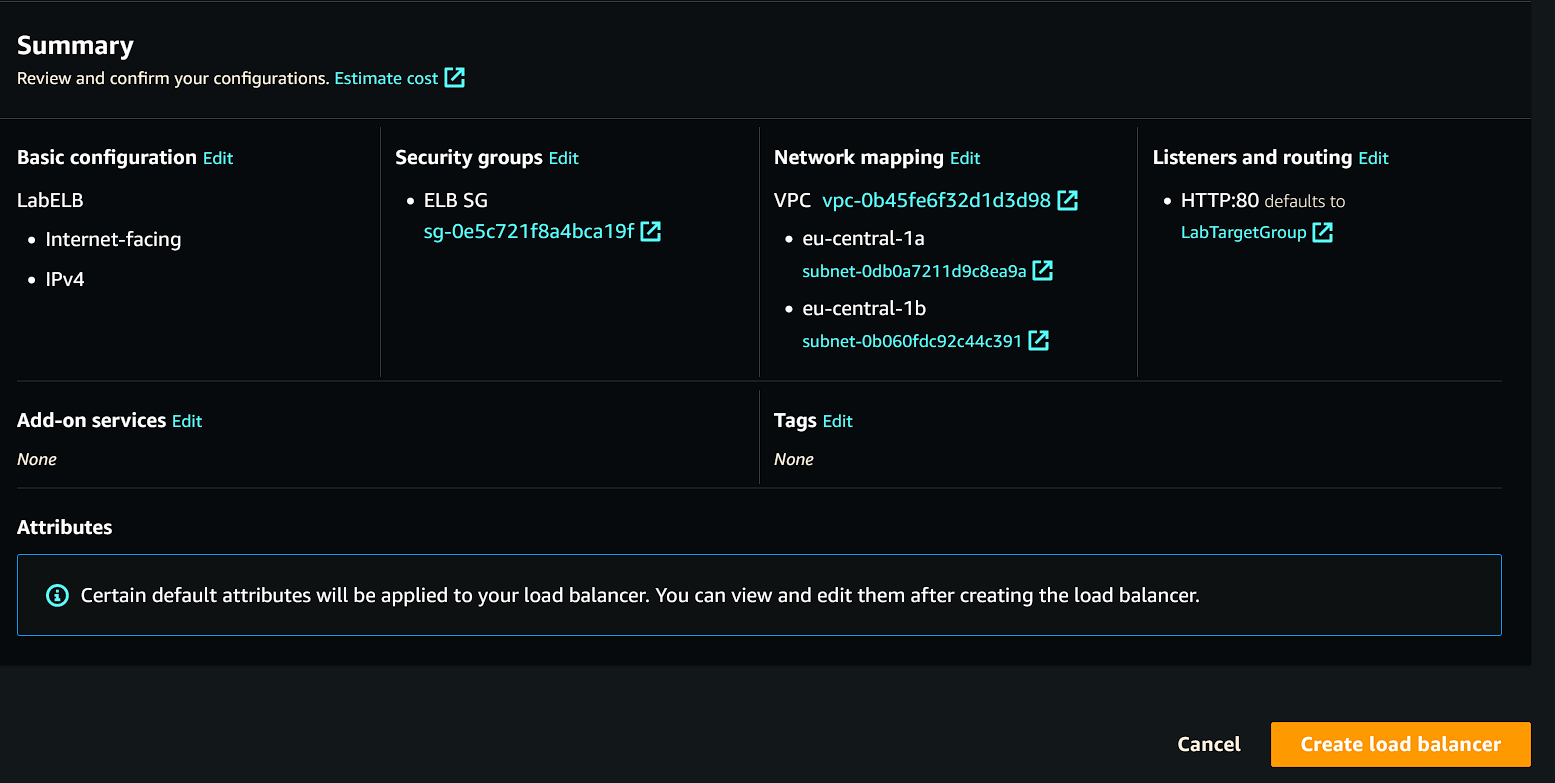 Summary
Review and confirm your configurations. Estimate cost
Basic configuration Edit
LabELB
Internet-facing
IPv4
Security groups Edit
ELB SG
sg-0e5c721f8a4bca19f
Network mapping Edit
VPC vpc-0b45fe6f32d1d3d98
eu-central-1a
subnet-0db0a7211d9c8ea9a
eu-central-1b
subnet-0b060fdc92c44c391
Listeners and routing Edit
HTTP:80 defaults to
LabTargetGroup
Add-on services Edit
None
Tags Edit
None
Attributes
Certain default attributes will be applied to your load balancer. You can view and edit them after creating the load balancer.
Cancel
Create load balancer